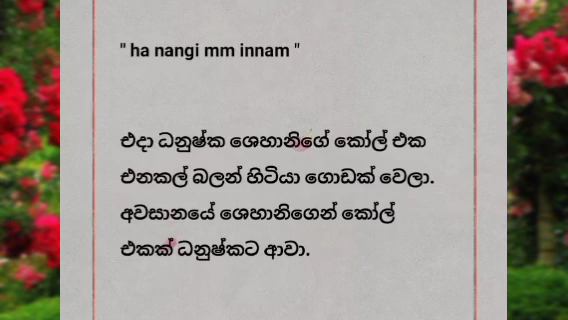 " ha nangi mm innam "
එදා ධනුෂ්ක ශෙහානිගේ කෝල් එක
එනකල් බලන් හිටියා ගොඩක් වෙලා.
අවසානයේ ශෙහානිගෙන් කෝල්
එකක් ධනුෂ්කට ආවා.